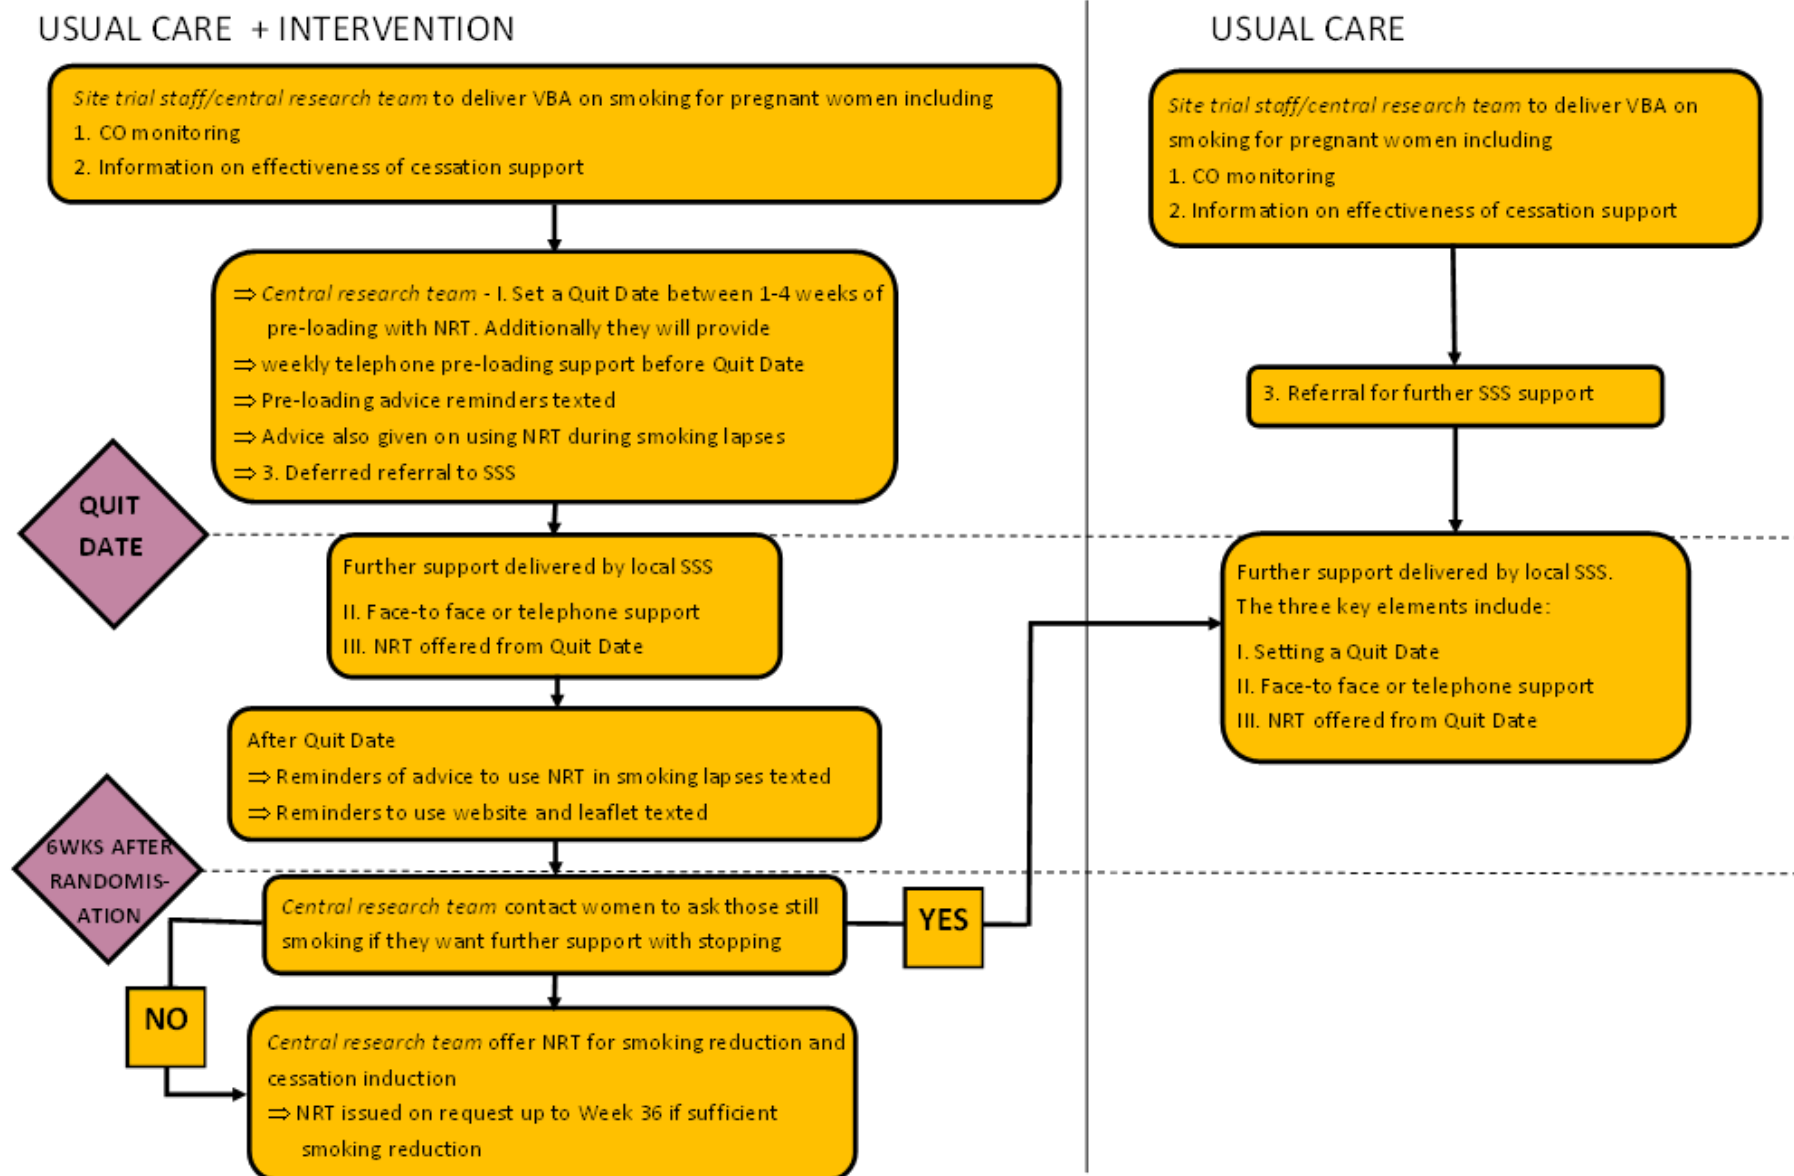 USUAL CARE + INTERVENTION
Site trial staff/central research team to deliver VBA on smoking for pregnant women including
1. CO monitoring
2. Information on effectiveness of cessation support
⇒ Central research team - I. Set a Quit Date between 1-4 weeks of
pre-loading with NRT. Additionally they will provide
⇒ weekly telephone pre-loading support before Quit Date
⇒ Pre-loading advice reminders texted
⇒ Advice also given on using NRT during smoking lapses
⇒ 3. Deferred referral to SSS
QUIT
DATE
Further support delivered by local SSS
II. Face-to face or telephone support
III. NRT offered from Quit Date
After Quit Date
⇒ Reminders of advice to use NRT in smoking lapses texted
⇒ Reminders to use website and leaflet texted
6WKS AFTER
RANDOMIS-
ATION
Central research team contact women to ask those still
smoking if they want further support with stopping
YES
NO
Central research team offer NRT for smoking reduction and
cessation induction
⇒ NRT issued on request up to Week 36 if sufficient
smoking reduction
USUAL CARE
Site trial staff/central research team to deliver VBA on
smoking for pregnant women including
1. CO monitoring
2. Information on effectiveness of cessation support
3. Referral for further SSS support
Further support delivered by local SSS.
The three key elements include:
I. Setting a Quit Date
II. Face-to face or telephone support
III. NRT offered from Quit Date